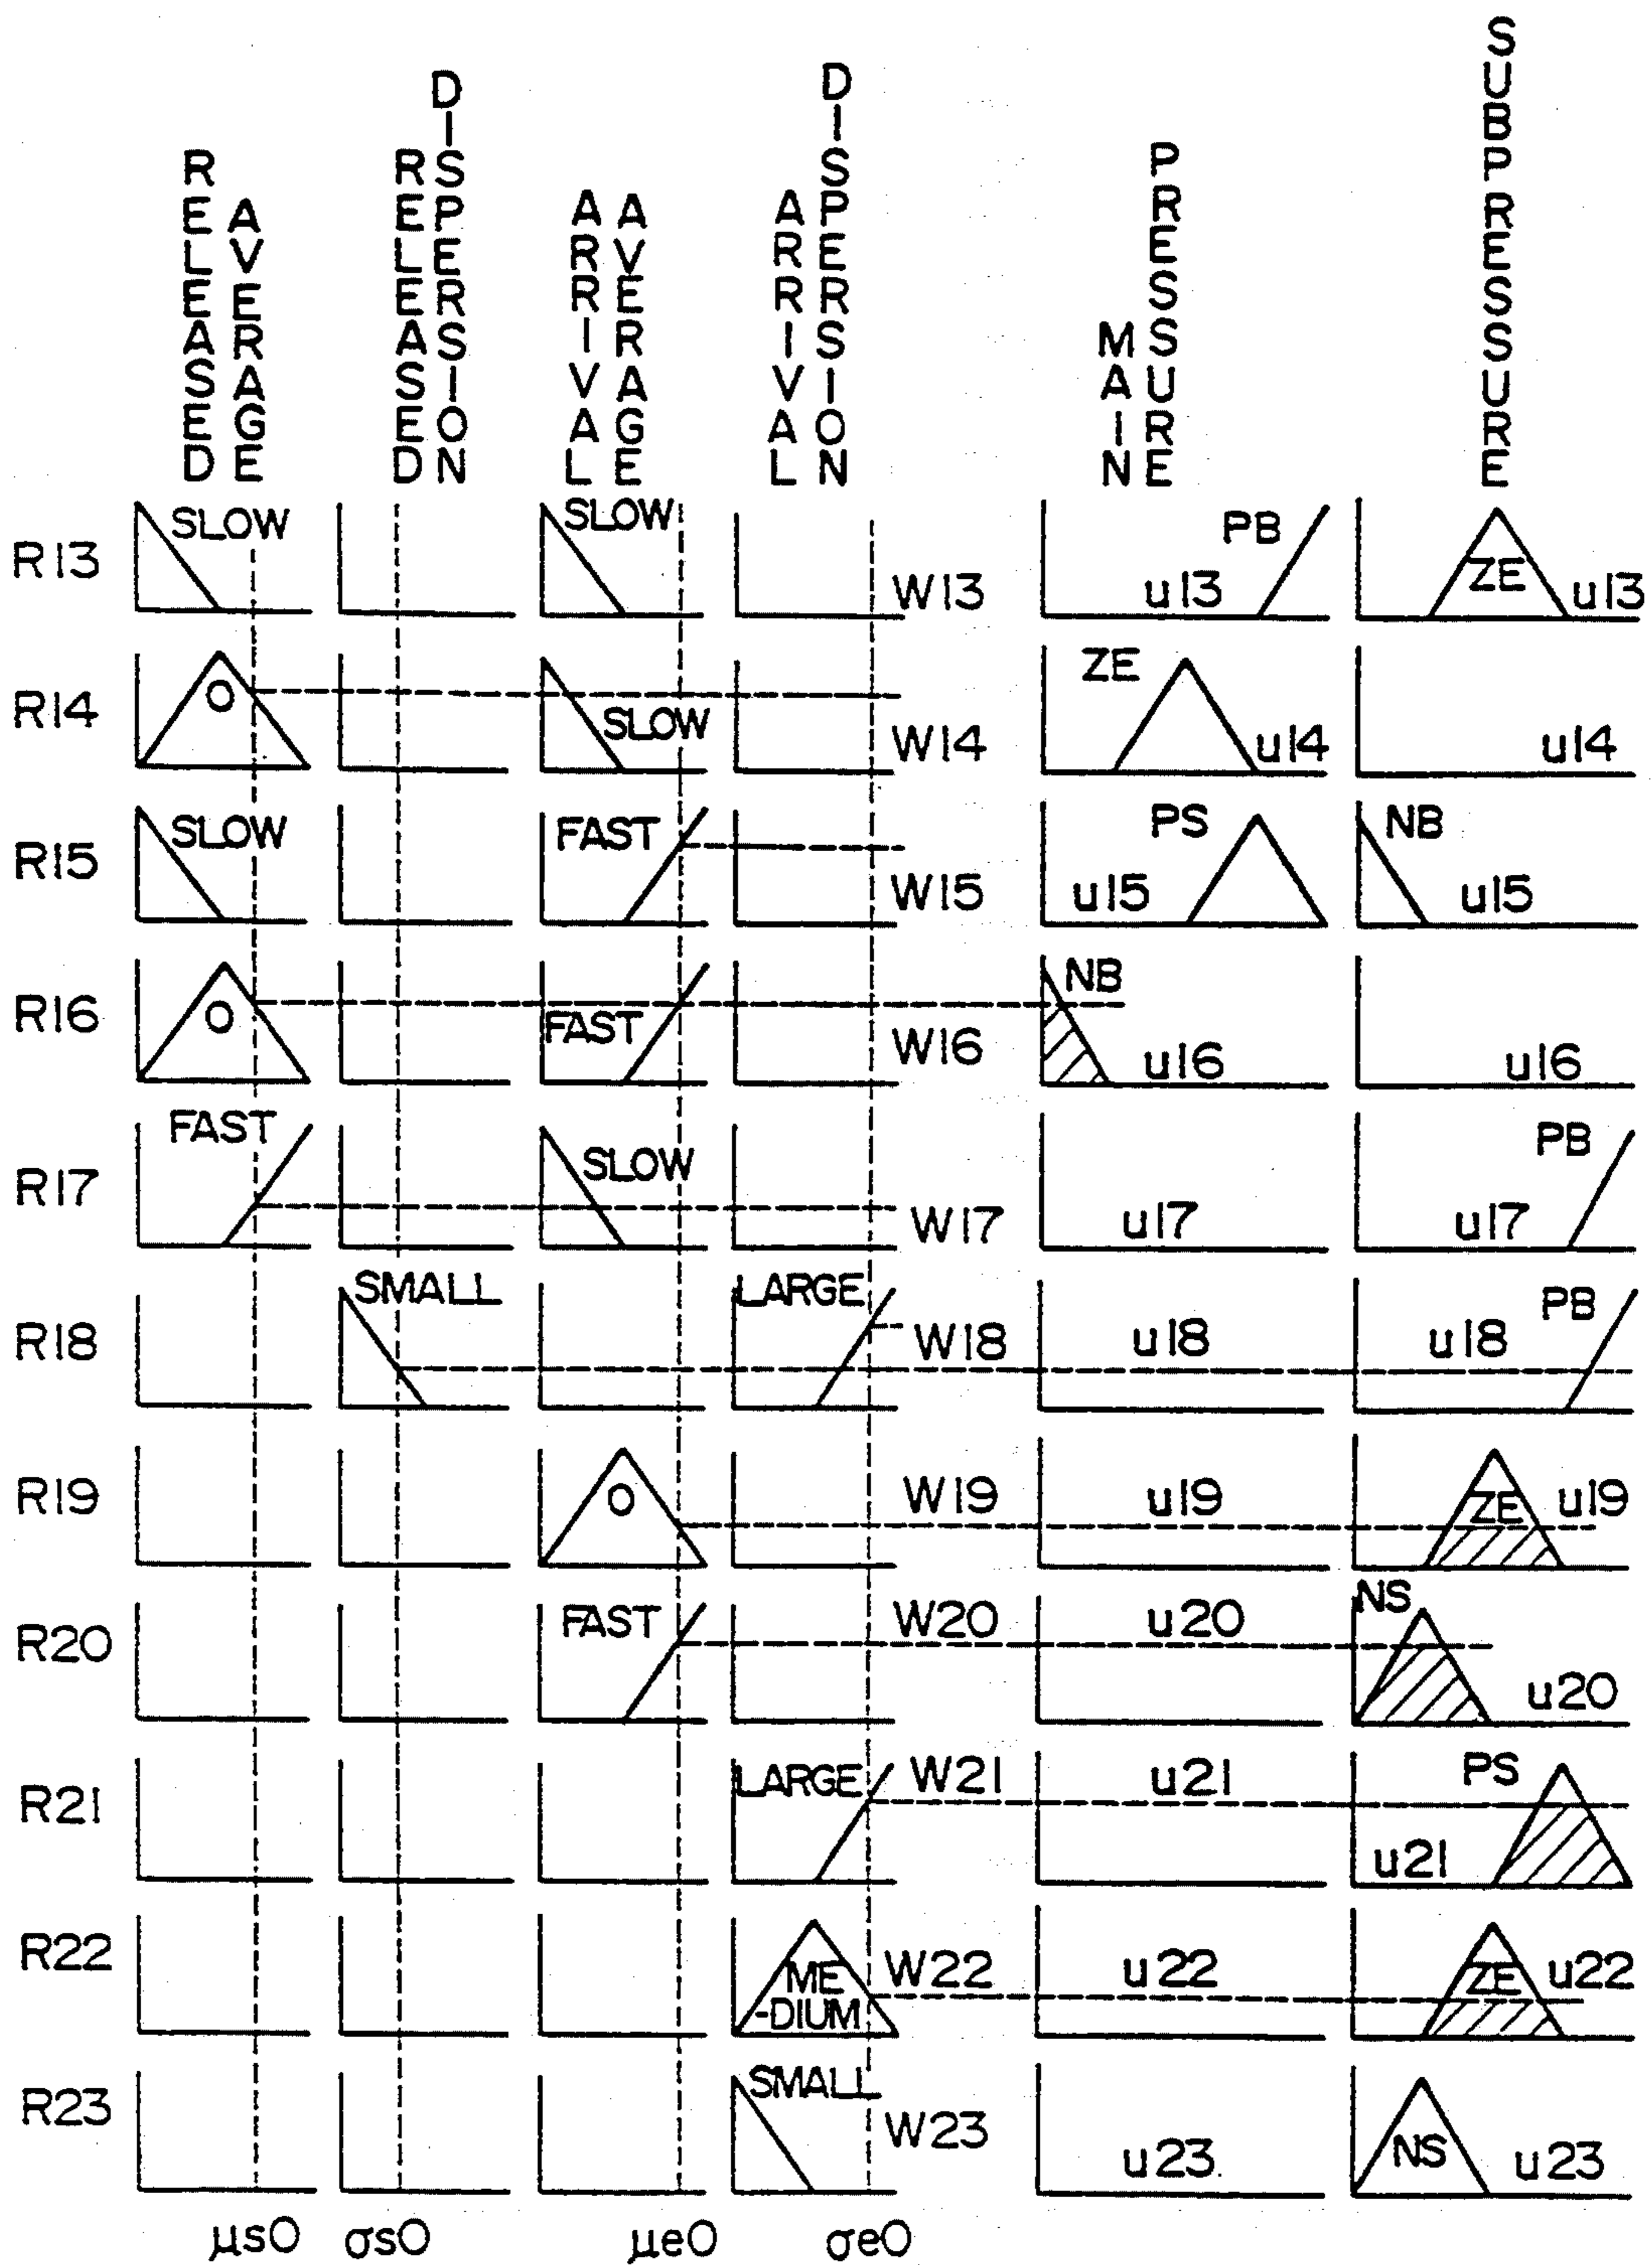 RELEASED AVERAGE
RELEASED DISPERSION
ARRIVAL AVERAGE
ARRIVAL DISPERSION
MAIN PRESSURE
SUBPRESSURE
R13 SLOW SLOW W13 PB u13 ZE u13
R14 O SLOW W14 ZE u14 u14
R15 SLOW FAST W15 PS u15 NB u15
R16 O FAST W16 NB u16 u16
R17 FAST SLOW W17 u17 PB u17
R18 SMALL LARGE W18 u18 u18 PB
R19 O W19 u19 ZE u19
R20 FAST W20 u20 NS u20
R21 LARGE W21 u21 PS u21
R22 ME
-DIUM W22 u22 ZE u22
R23 SMALL W23 u23. NS u23
μsO σsO μeO σeO